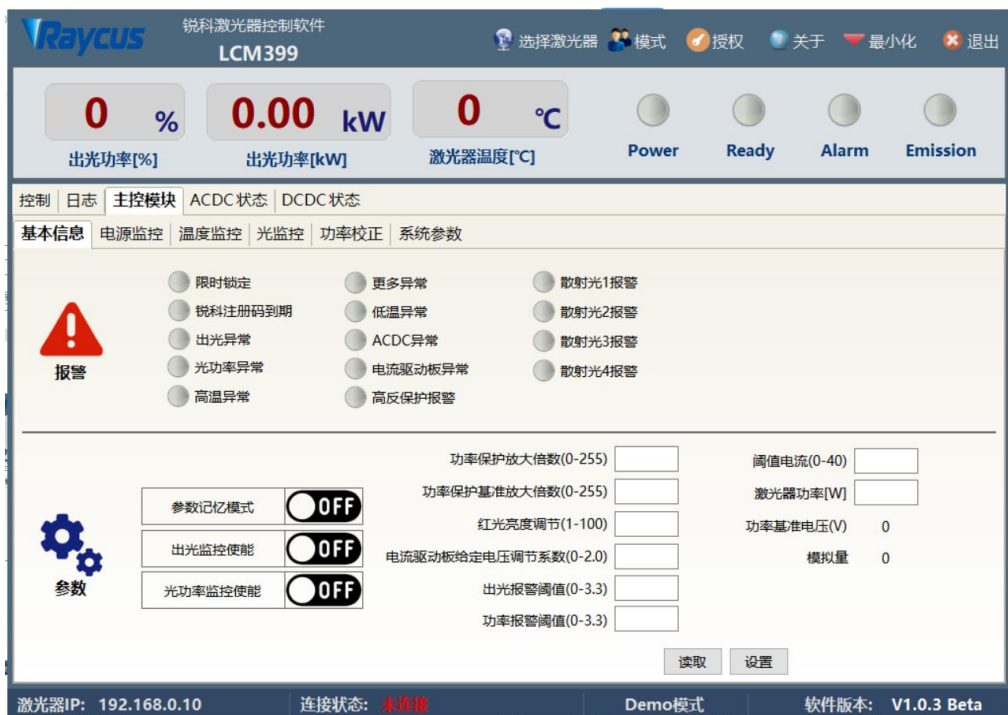 Raycus 锐科激光器控制软件
LCM399
选择激光器 模式 授权 关于 最小化 退出
0 % 0.00 kW 0 ℃
出光功率[%] 出光功率[kW] 激光器温度[℃] Power Ready Alarm Emission
控制 日志 主控模块 ACDC状态 DCDC状态
基本信息 电源监控 温度监控 光监控 功率校正 系统参数
限时锁定 更多异常 散射光1报警
锐科注册码到期 低温异常 散射光2报警
出光异常 ACDC异常 散射光3报警
光功率异常 电流驱动板异常 散射光4报警
高温异常 高反保护报警
报警
功率保护放大倍数(0-255) 阈值电流(0-40)
功率保护基准放大倍数(0-255) 激光器功率[W]
参数记忆模式 OFF
红光亮度调节(1-100) 功率基准电压(V) 0
出光监控使能 OFF
电流驱动板给定电压调节系数(0-2.0) 模拟量 0
光功率监控使能 OFF
出光报警阈值(0-3.3)
功率报警阈值(0-3.3)
参数
读取 设置
激光器IP: 192.168.0.10 连接状态: 未连接 Demo模式 软件版本: V1.0.3 Beta